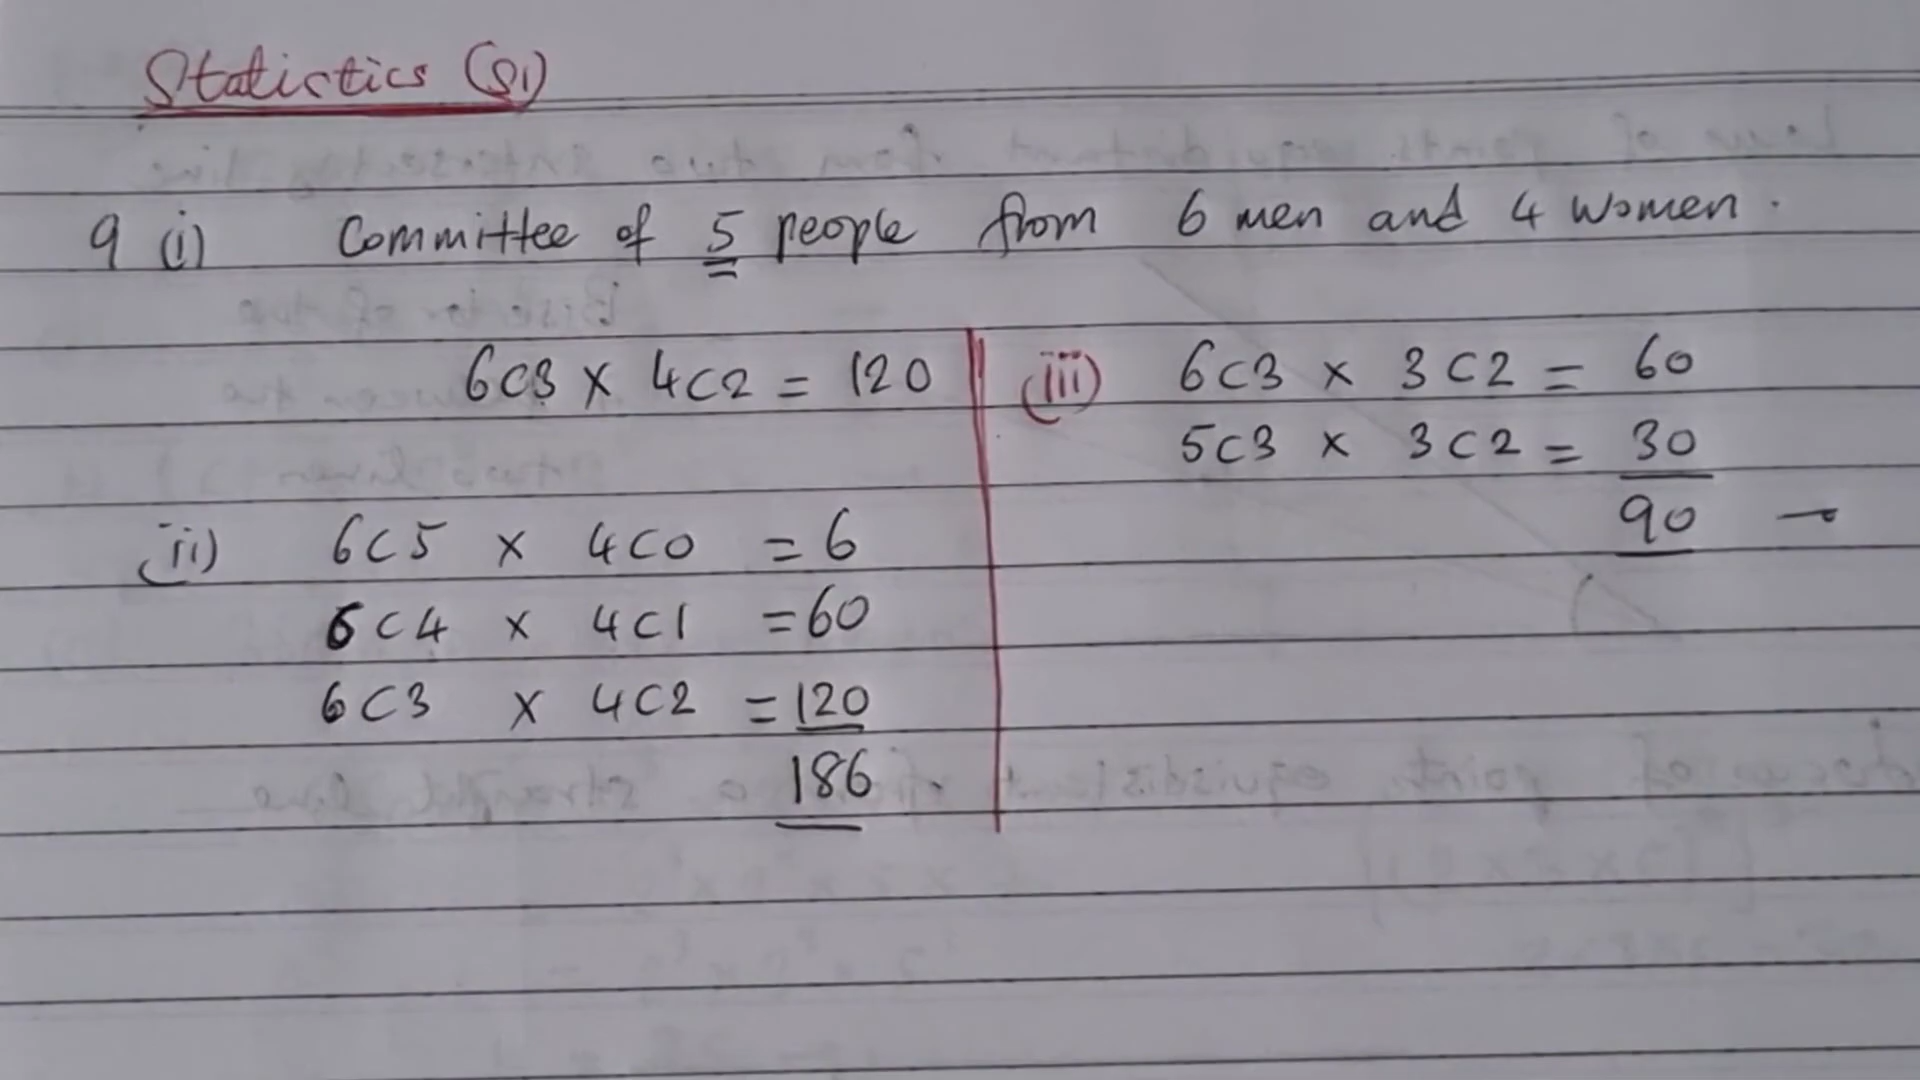 Statistics (S1)
9 (i) Committee of 5 people from 6 men and 4 women.
6C3 x 4C2 = 120
(ii) 6C5 x 4C0 = 6
6C4 x 4C1 = 60
6C3 x 4C2 = 120
186
(iii) 6C3 x 3C2 = 60
5C3 x 3C2 = 30
90